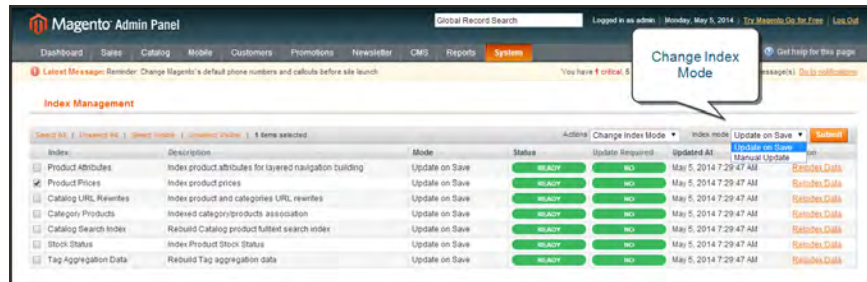 Magento Admin Panel
Global Record Search
Logged in as admin | Monday, May 5, 2014 | Try Magento Go for Free | Log Out
Dashboard Sales Catalog Mobile Customers Promotions Newsletter CMS Reports System
Get help for this page
Change Index
Mode
Latest Message: Reminder: Change Magento's default phone numbers and callouts before site launch
You have 1 critical, 5
message(s). Go to notifications
Index Management
Select All | Unselect All | Select Visible | Unselect Visible | 1 items selected
Actions Change Index Mode Index mode Update on Save Submit
Update on Save
Manual Update
Index Description Mode Status Update Required Updated At
Product Attributes Index product attributes for layered navigation building Update on Save READY NO May 5, 2014 7:29:47 AM Reindex Data
Product Prices Index product prices Update on Save READY NO May 5, 2014 7:29:47 AM Reindex Data
Catalog URL Rewrites Index product and categories URL rewrites Update on Save READY NO May 5, 2014 7:29:47 AM Reindex Data
Category Products Indexed category/products association Update on Save READY NO May 5, 2014 7:29:47 AM Reindex Data
Catalog Search Index Rebuild Catalog product fulltext search index Update on Save READY NO May 5, 2014 7:29:47 AM Reindex Data
Stock Status Index Product Stock Status Update on Save READY NO May 5, 2014 7:29:47 AM Reindex Data
Tag Aggregation Data Rebuild Tag aggregation data Update on Save READY NO May 5, 2014 7:29:47 AM Reindex Data